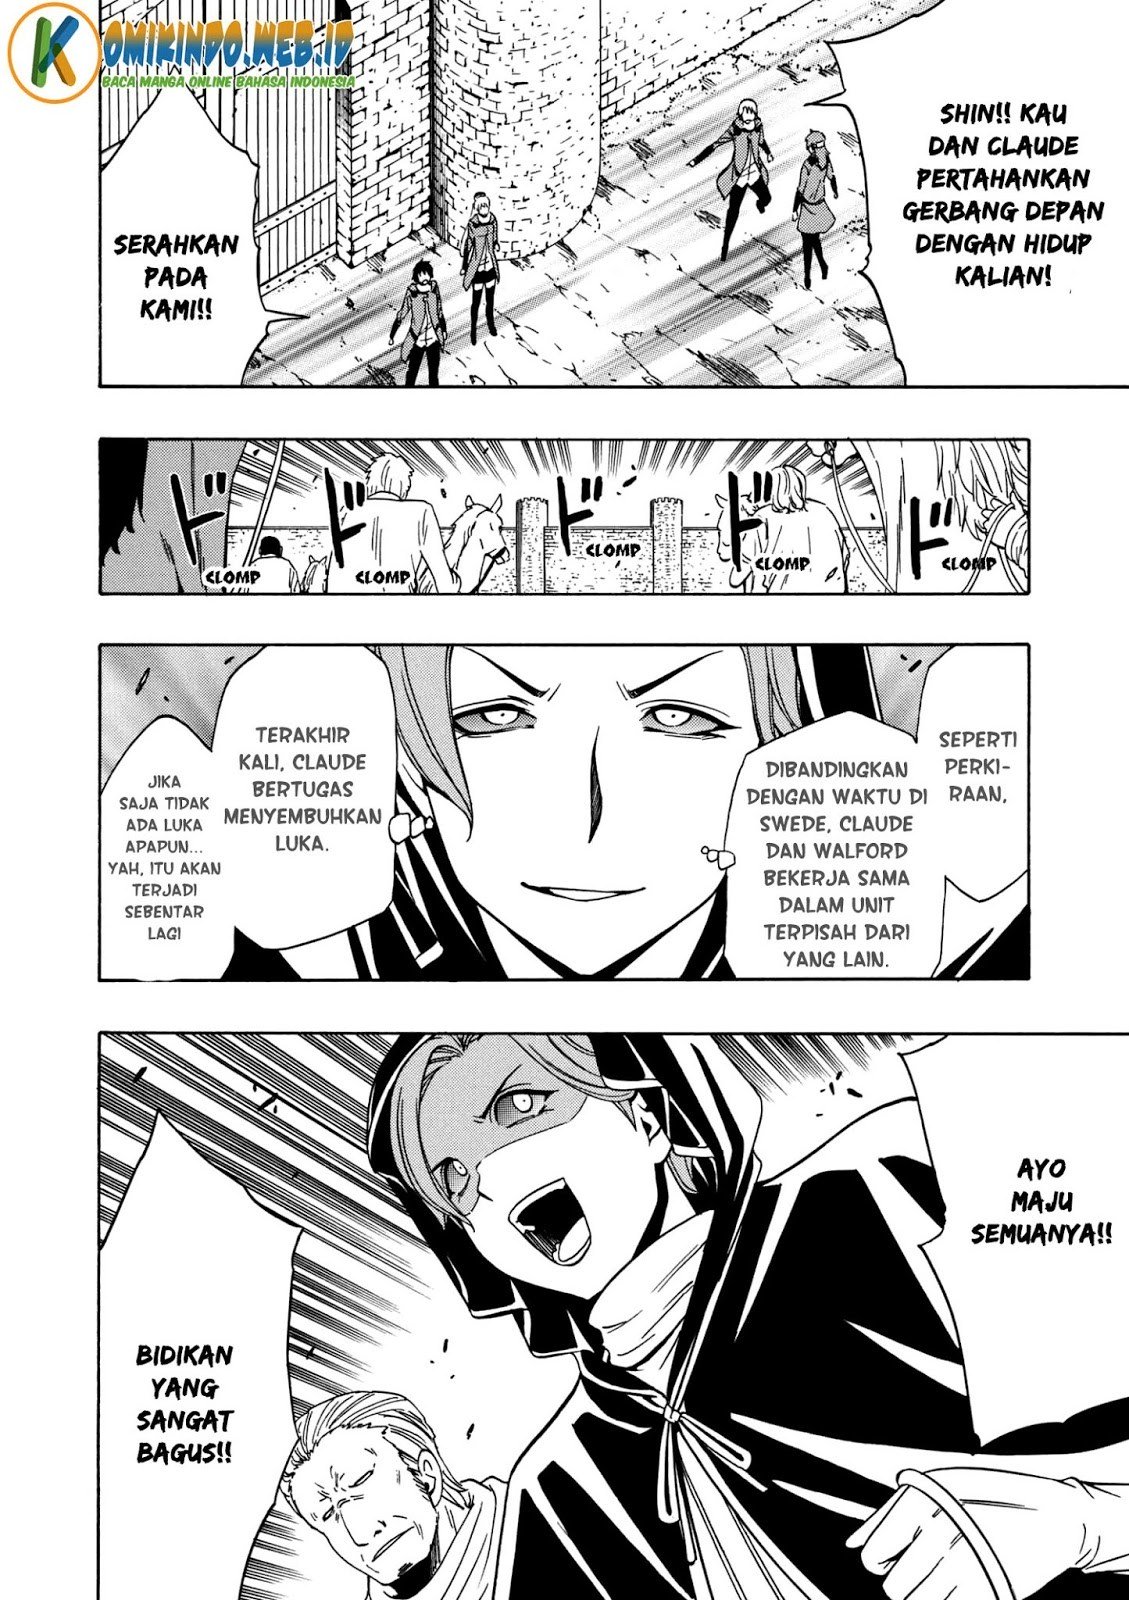 KOMIKINDO.WEB.ID
BACA MANGA ONLINE BAHASA INDONESIA
SHIN!! KAU
DAN CLAUDE
PERTAHANKAN
GERBANG DEPAN
DENGAN HIDUP
KALIAN!
SERAHKAN
PADA
KAMI!!
ド
CLOMP
ド
CLOMP
ド
CLOMP
ド
CLOMP
ド
CLOMP
SEPERTI
PERKI-
RAAN,
DIBANDINGKAN
DENGAN WAKTU DI
SWEDE, CLAUDE
DAN WALFORD
BEKERJA SAMA
DALAM UNIT
TERPISAH DARI
YANG LAIN.
TERAKHIR
KALI, CLAUDE
BERTUGAS
MENYEMBUHKAN
LUKA.
JIKA
SAJA TIDAK
ADA LUKA
APAPUN...
YAH, ITU AKAN
TERJADI
SEBENTAR
LAGI
AYO
MAJU
SEMUANYA!!
BIDIKAN
YANG
SANGAT
BAGUS!!